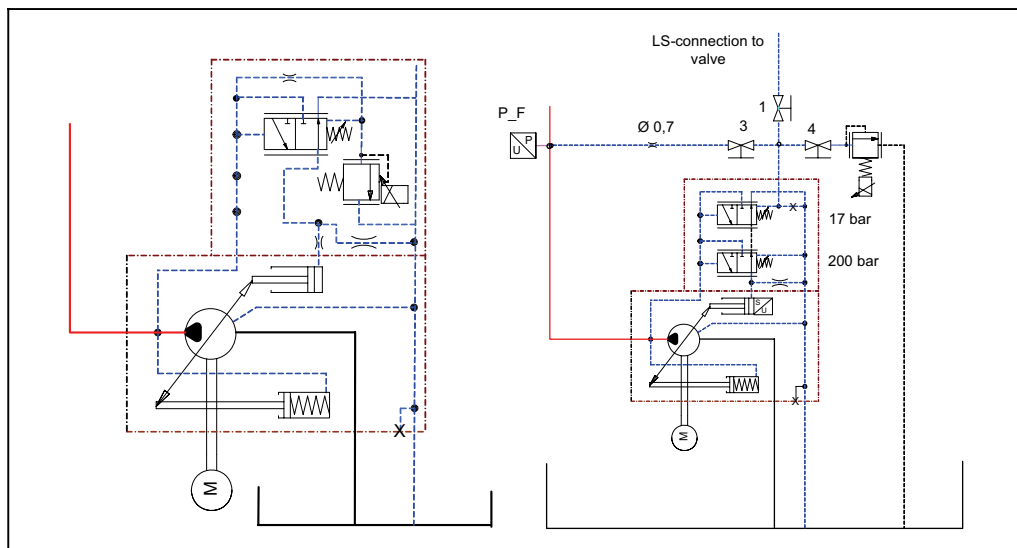 LS-connection to
valve
1
P_F
Ø 0,7
3
4
P
U
17 bar
200 bar
S
U
X
X
X
M
M